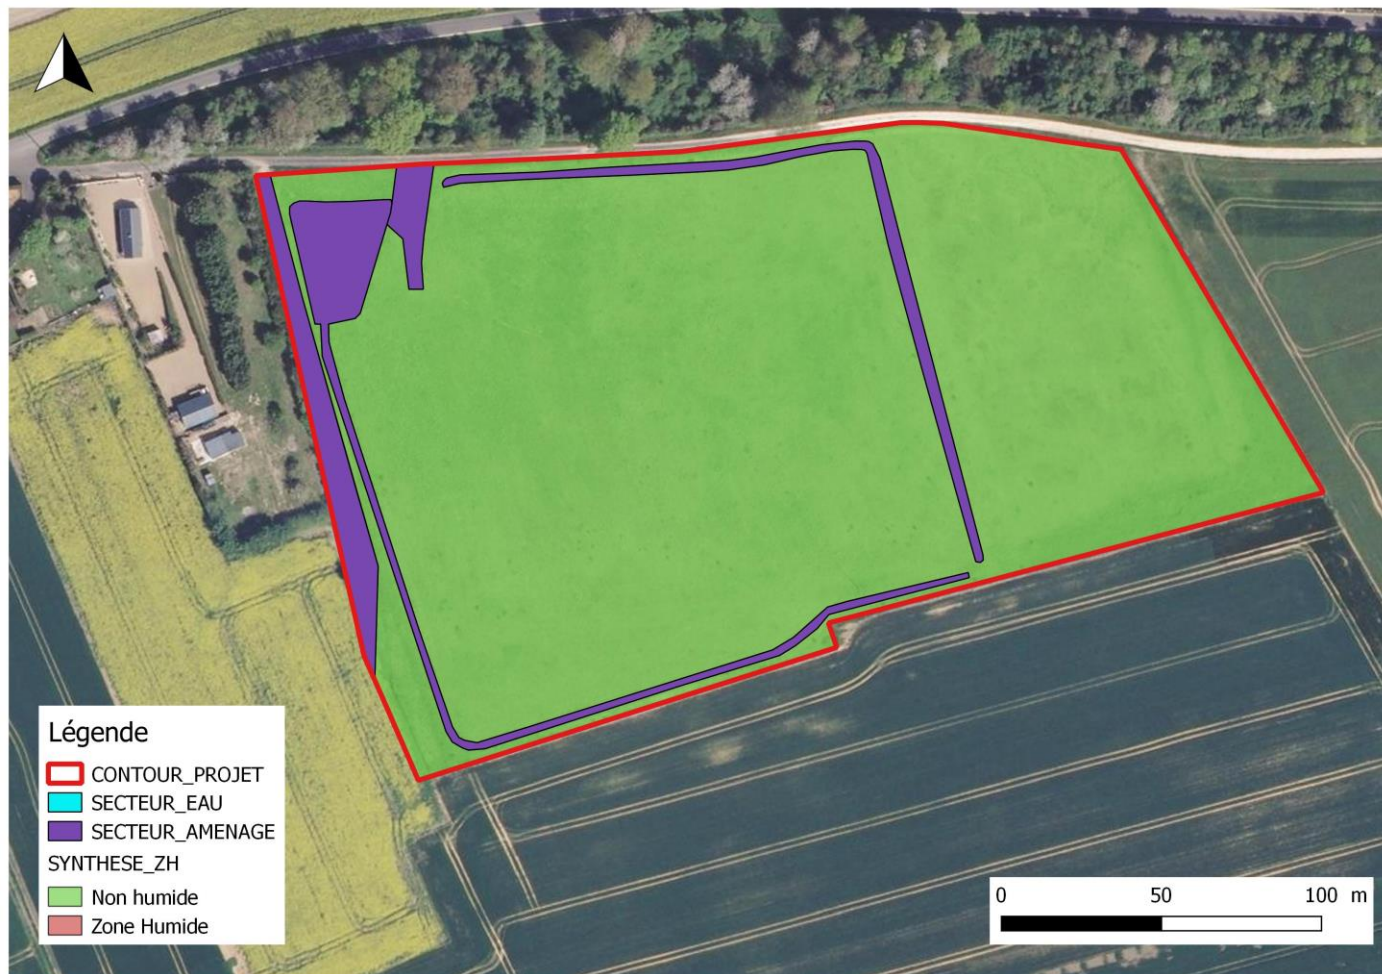 Légende
CONTOUR_PROJET
SECTEUR_EAU
SECTEUR_AMENAGE
SYNTHESE_ZH
Non humide
Zone Humide
0 50 100 m